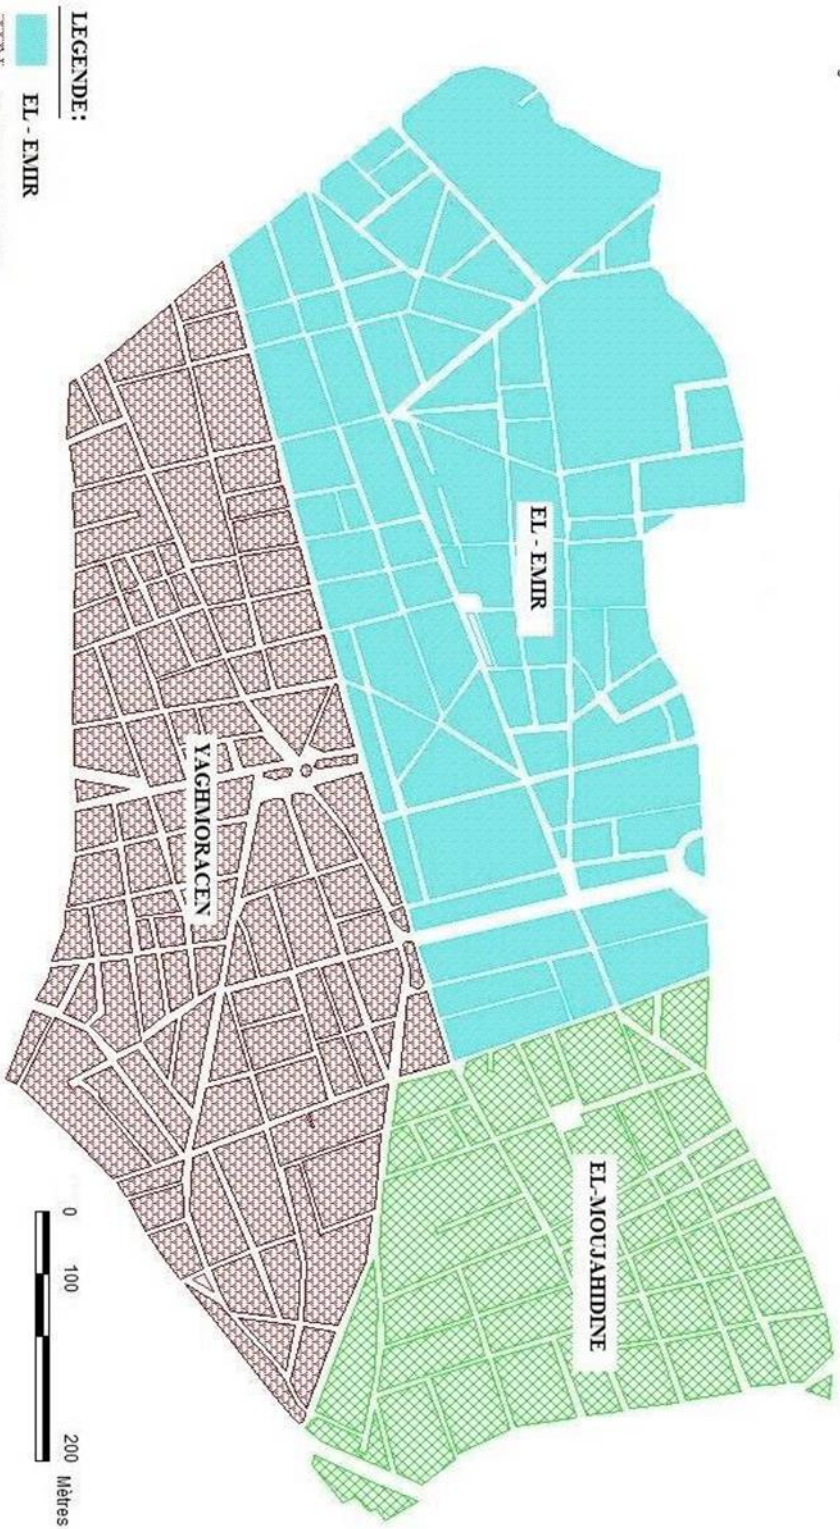 LEGENDE:
EL - EMIR
EL - EMIR
YAGHMORACEN
EL-MOUJAHIDINE
0 100 200 Mètres